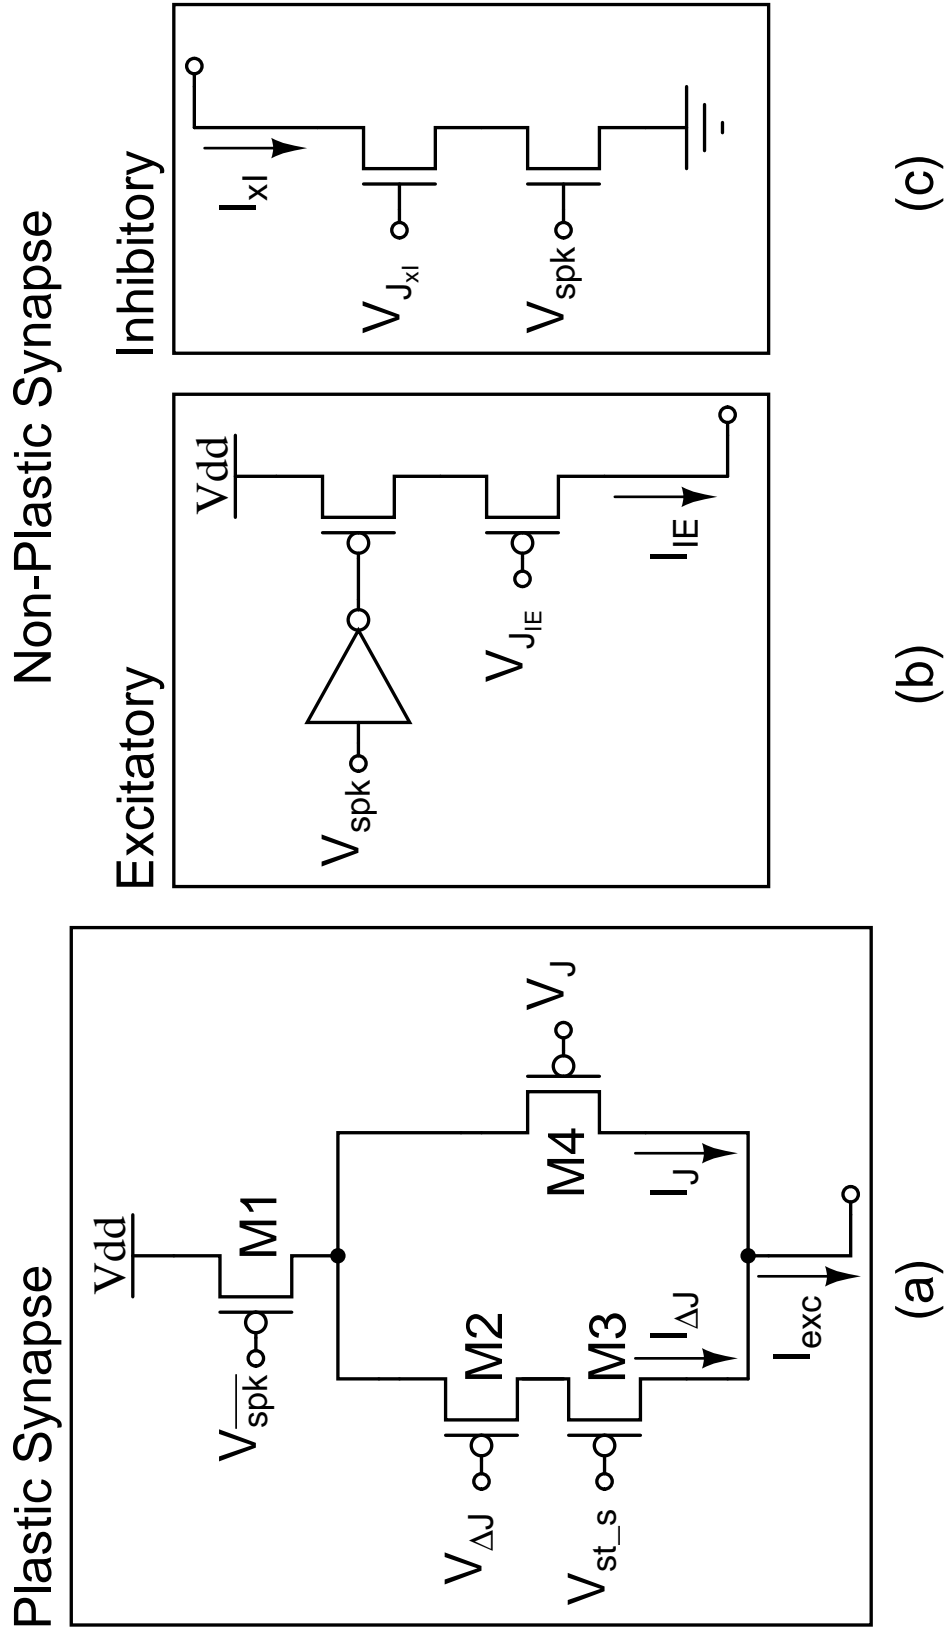 Plastic Synapse
Non-Plastic Synapse
Excitatory
Inhibitory
Vdd
M1
V_spk̅
M2
V_ΔJ
M3
V_st_s
M4
V_J
I_ΔJ
I_J
I_exc
(a)
Vdd
V_spk
V_J_IE
I_IE
(b)
I_xI
V_J_xI
V_spk
(c)